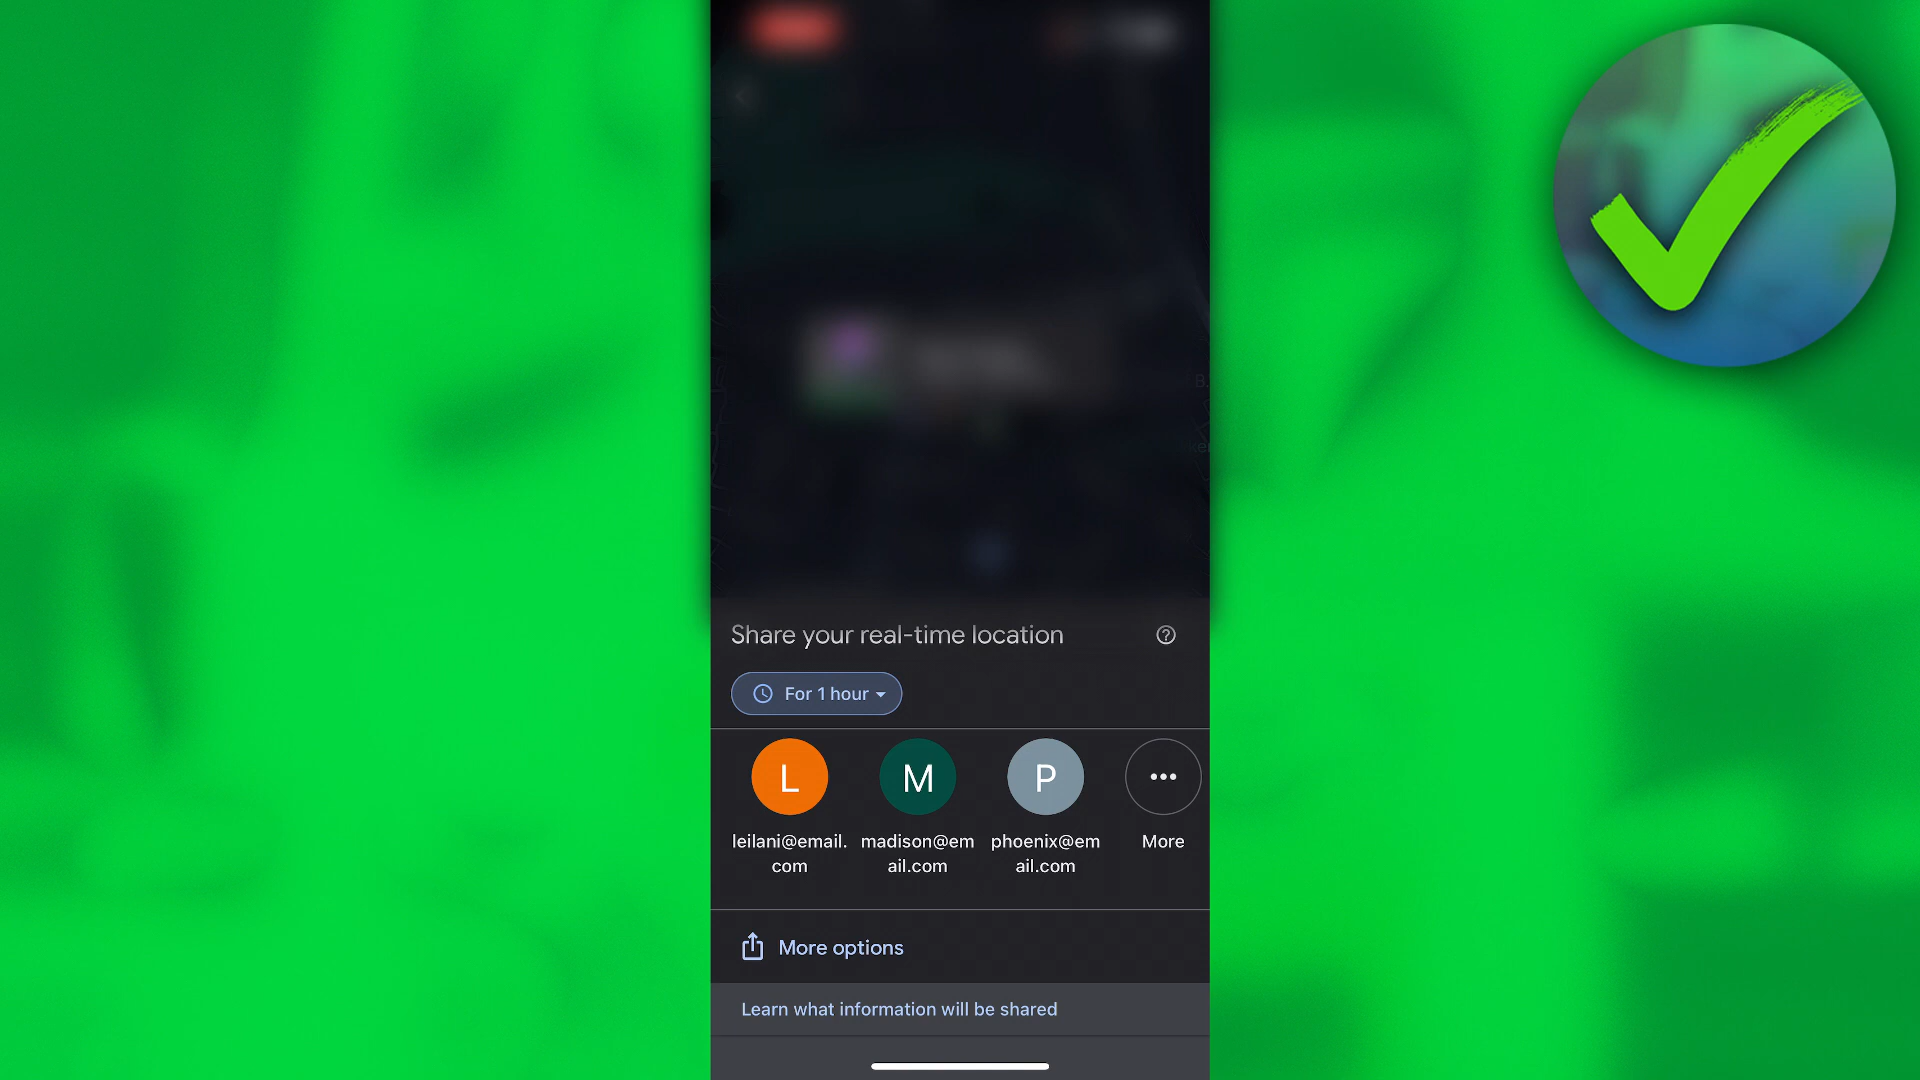 Share your real-time location
For 1 hour
L
M
P
leilani@email.
com
madison@em
ail.com
phoenix@em
ail.com
More
More options
Learn what information will be shared